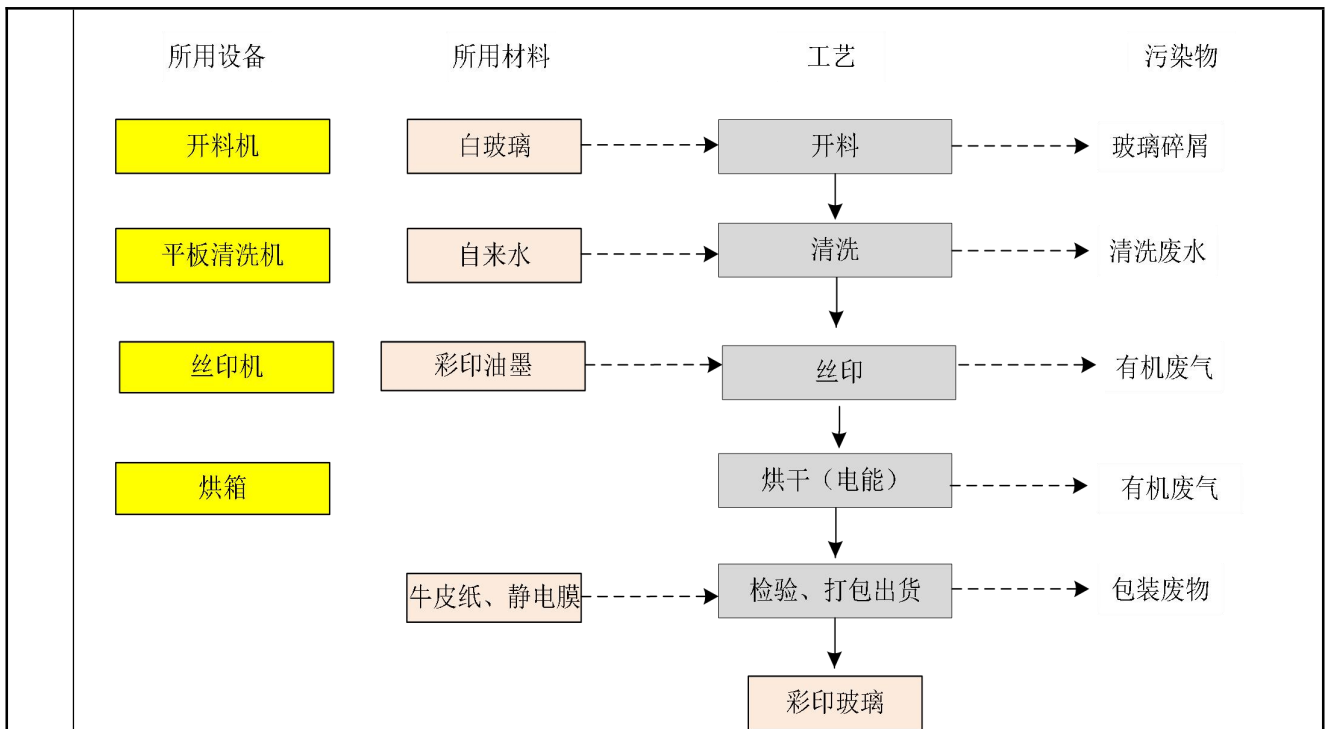 所用设备 所用材料 工艺 污染物
开料机 白玻璃 开料 玻璃碎屑
平板清洗机 自来水 清洗 清洗废水
丝印机 彩印油墨 丝印 有机废气
烘箱 烘干（电能） 有机废气
牛皮纸、静电膜 检验、打包出货 包装废物
彩印玻璃